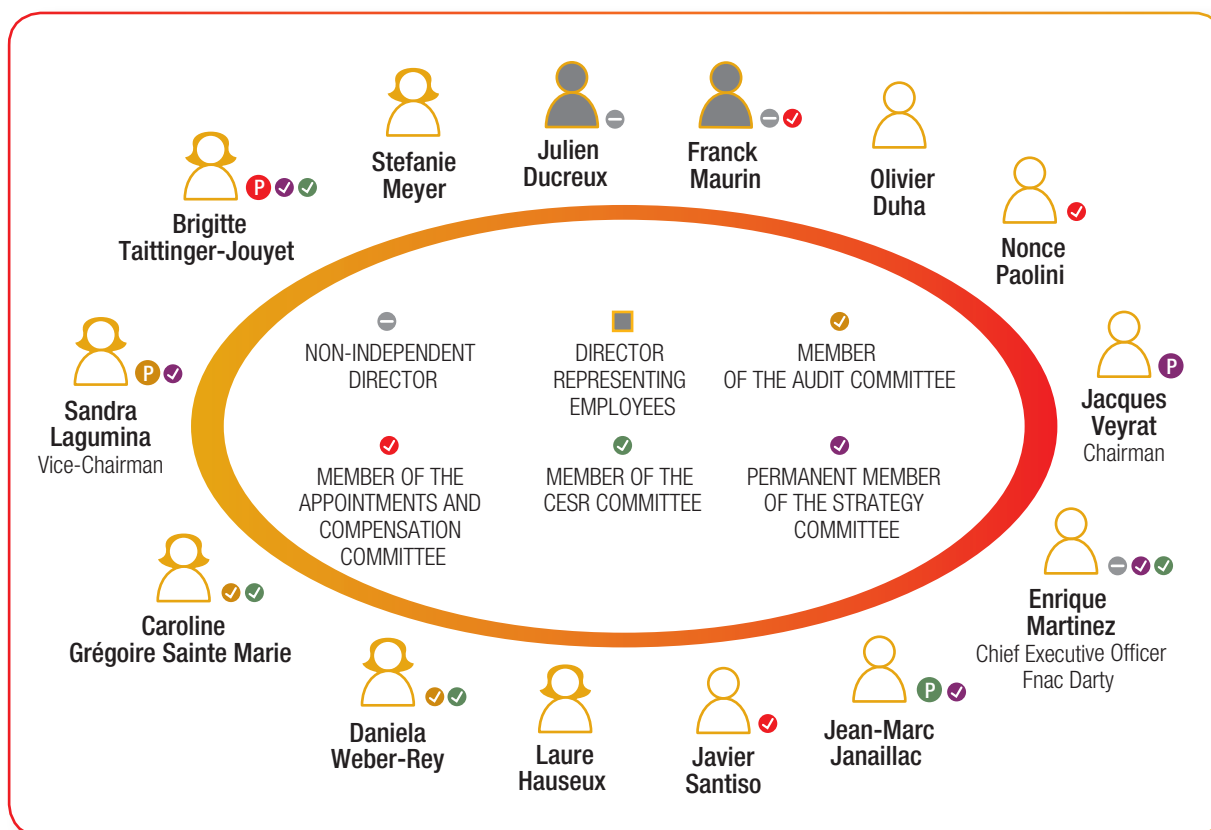 Stefanie
Meyer
Julien
Ducreux
Franck
Maurin
Olivier
Duha
P
Brigitte
Taittinger-Jouyet
Nonce
Paolini
NON-INDEPENDENT
DIRECTOR
DIRECTOR
REPRESENTING
EMPLOYEES
MEMBER
OF THE AUDIT COMMITTEE
P
Sandra
Lagumina
Vice-Chairman
P
Jacques
Veyrat
Chairman
MEMBER OF THE
APPOINTMENTS AND
COMPENSATION
COMMITTEE
MEMBER OF THE
CESR COMMITTEE
PERMANENT MEMBER
OF THE STRATEGY
COMMITTEE
Caroline
Grégoire Sainte Marie
Enrique
Martinez
Chief Executive Officer
Fnac Darty
Daniela
Weber-Rey
Laure
Hauseux
Javier
Santiso
P
Jean-Marc
Janaillac